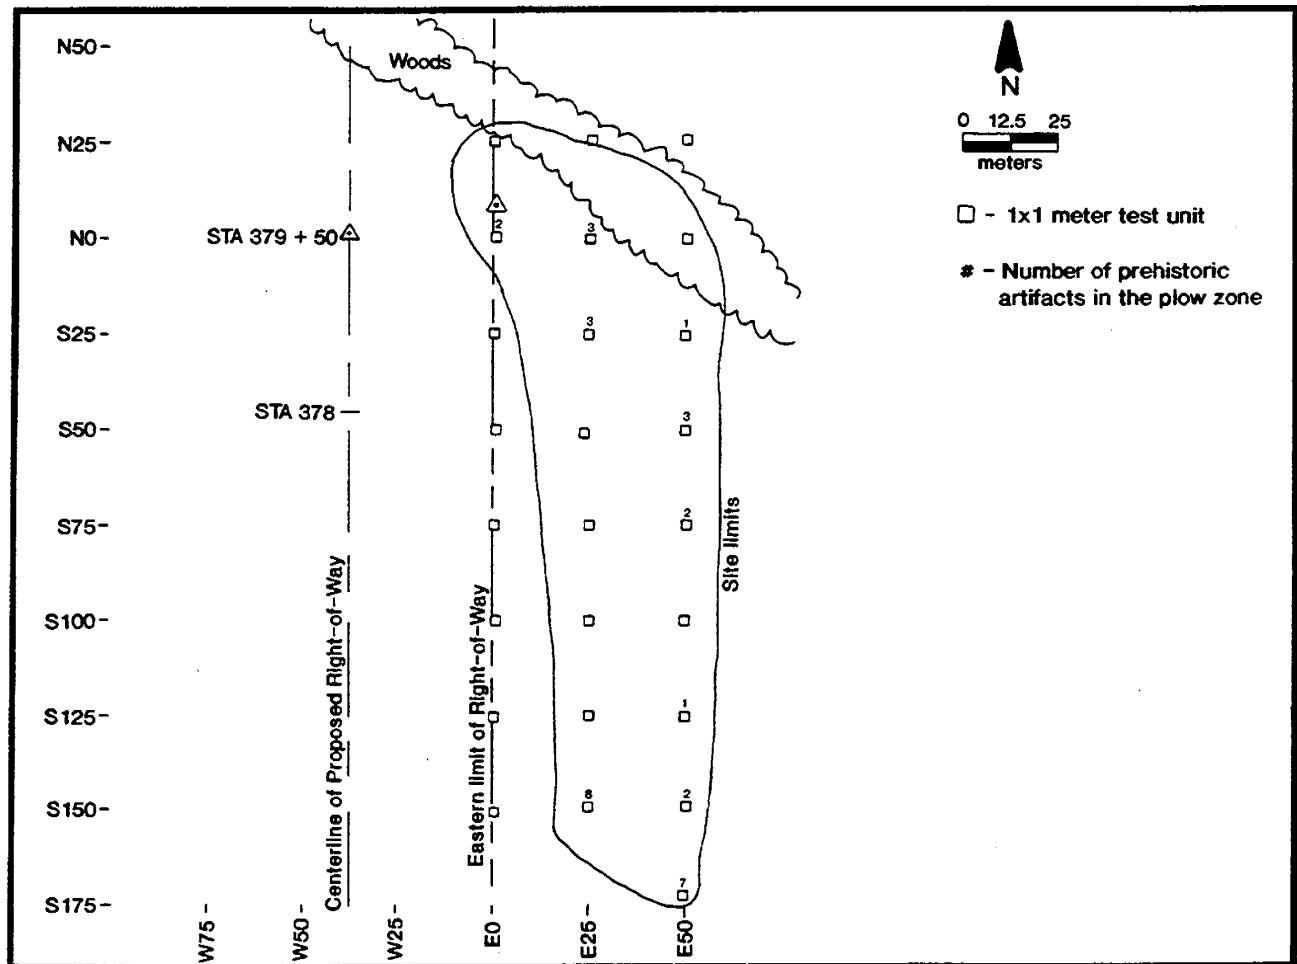 N50-
Woods
N
0 12.5 25
meters
N25-
□ - 1x1 meter test unit
2
3
N0-
STA 379 + 50
# - Number of prehistoric
artifacts in the plow zone
3
1
S25-
STA 378
3
S50-
2
S75-
Site limits
Centerline of Proposed Right-of-Way
Eastern limit of Right-of-Way
S100-
1
S125-
8
2
S150-
7
S175-
W75-
W50-
W25-
E0-
E25-
E50-